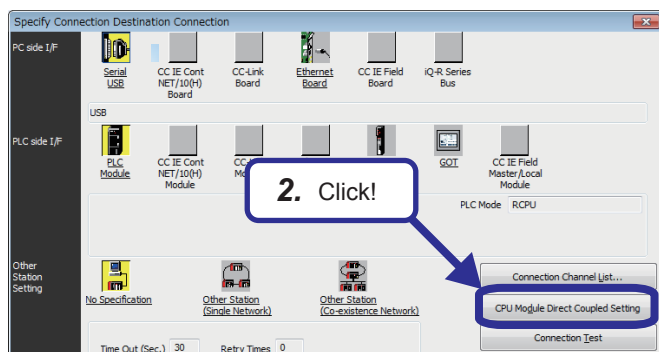 Specify Connection Destination Connection
PC side I/F
Serial
USB
CC IE Cont
NET/10(H)
Board
CC-Link
Board
Ethernet
Board
CC IE Field
Board
iQ-R Series
Bus
USB
PLC side I/F
PLC
Module
CC IE Cont
NET/10(H)
Module
GOT
CC IE Field
Master/Local
Module
2. Click!
PLC Mode RCPU
Other
Station
Setting
No Specification
Other Station
(Single Network)
Other Station
(Co-existence Network)
Connection Channel List...
CPU Module Direct Coupled Setting
Connection Test
Time Out (Sec.) 30 Retry Times 0